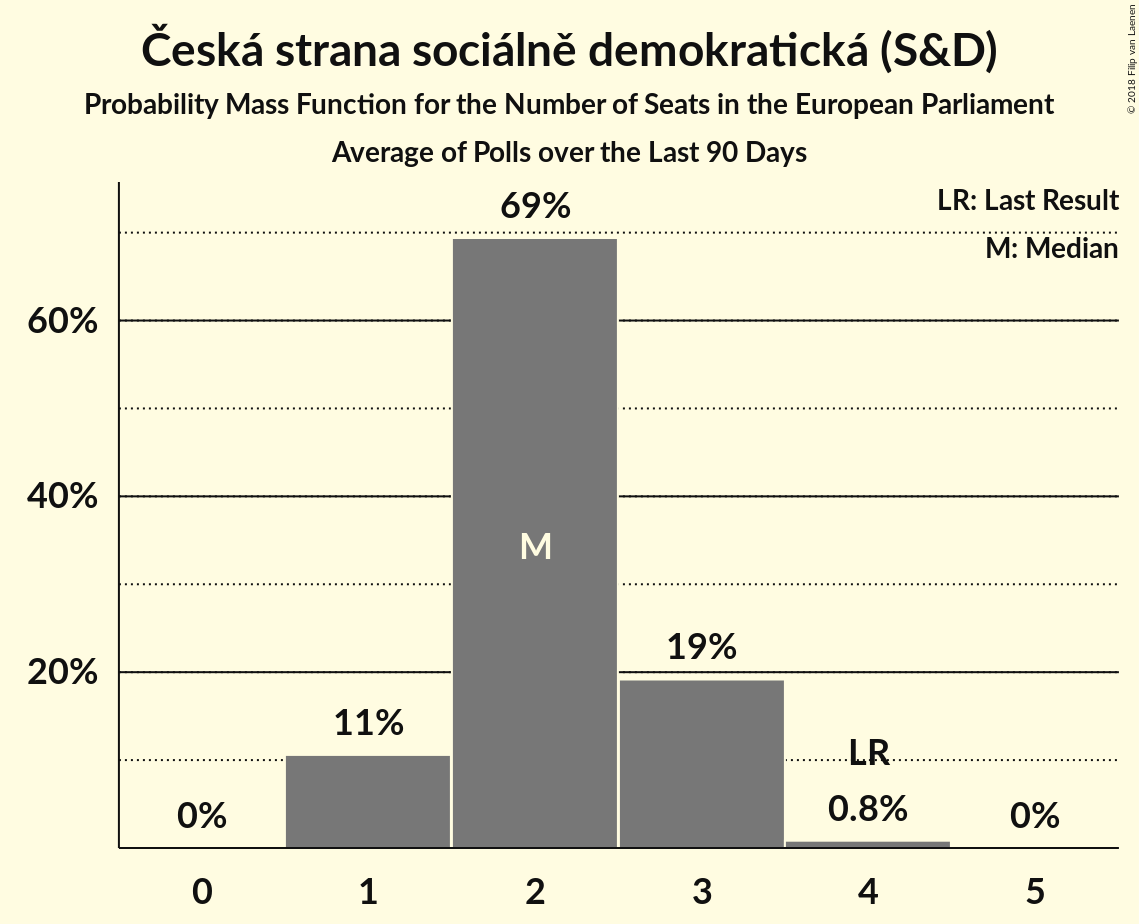 Česká strana sociálně demokratická (S&D)
Probability Mass Function for the Number of Seats in the European Parliament
Average of Polls over the Last 90 Days
© 2018 Filip van Laenen
LR: Last Result
M: Median
69%
60%
40%
M
20%
19%
11%
LR
0%
0.8%
0%
0 1 2 3 4 5